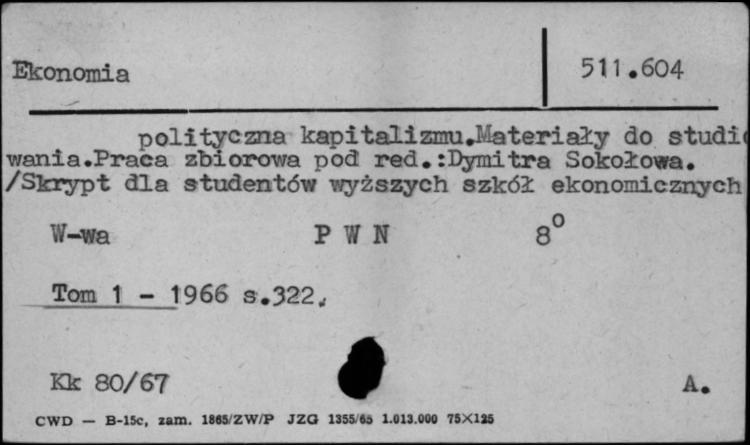 Ekonomia
511.604
polityczna kapitalizmu.Materiały do studio
wania.Praca zbiorowa pod red.:Dymitra Sokołowa.
/Skrypt dla studentów wyższych szkół ekonomicznych
W-wa P W N 8°
Tom 1 - 1966 s.322.
Kk 80/67 A.
CWD — B-15c, zam. 1865/ZW/P JZG 1355/65 1.013.000 75X125